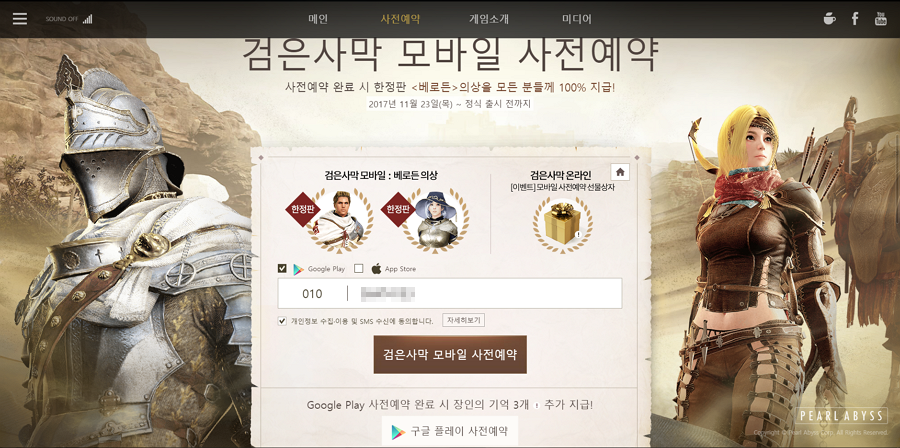 SOUND OFF
메인
사전예약
게임소개
미디어
You Tube
검은사막 모바일 사전예약
사전예약 완료 시 한정판 <베로든>의상을 모든 분들께 100% 지급!
2017년 11월 23일(목) ~ 정식 출시 전까지
검은사막 모바일 : 베로든 의상
한정판
한정판
검은사막 온라인
[이벤트] 모바일 사전예약 선물상자
Google Play
App Store
010
개인정보 수집·이용 및 SMS 수신에 동의합니다.
자세히보기
검은사막 모바일 사전예약
Google Play 사전예약 완료 시 장인의 기억 3개 ! 추가 지급!
구글 플레이 사전예약
PEARL ABYSS
Copyright © Pearl Abyss Corp. All Rights Reserved.